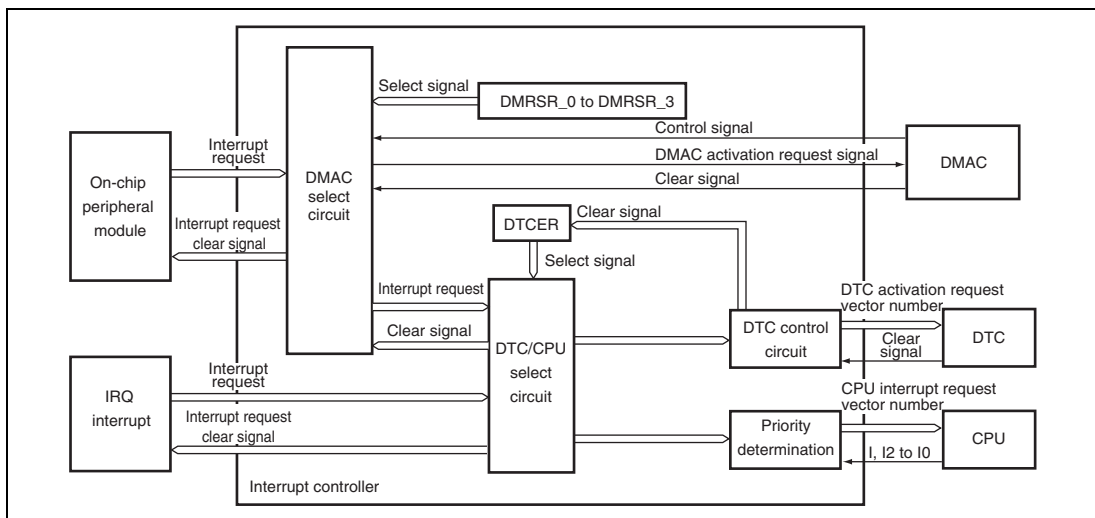 Select signal
DMRSR_0 to DMRSR_3
Control signal
DMAC activation request signal
Clear signal
DMAC
Interrupt
request
On-chip
peripheral
module
DMAC
select
circuit
Interrupt request
clear signal
DTCER
Clear signal
Select signal
Interrupt request
Clear signal
DTC/CPU
select
circuit
DTC control
circuit
DTC activation request
vector number
Clear
signal
DTC
IRQ
interrupt
Interrupt
request
Interrupt request
clear signal
Priority
determination
CPU interrupt request
vector number
I, I2 to I0
CPU
Interrupt controller